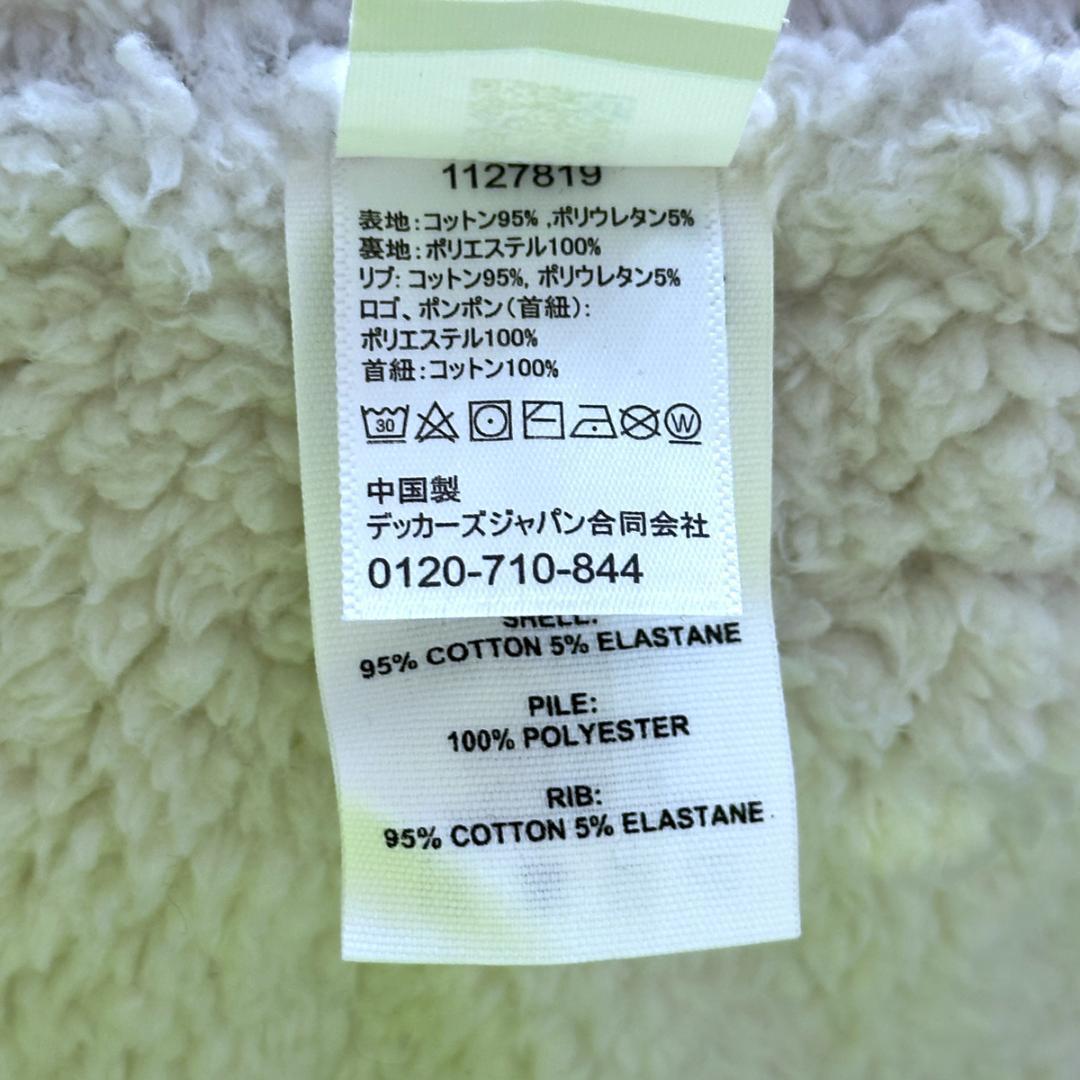 1127819
表地:コットン95% ,ポリウレタン5%
裏地:ポリエステル100%
リブ: コットン95%, ポリウレタン5%
ロゴ、ポンポン(首紐):
ポリエステル100%
首紐:コットン100%
30
W
中国製
デッカーズジャパン合同会社
0120-710-844
SHELL:
95% COTTON 5% ELASTANE
PILE:
100% POLYESTER
RIB:
95% COTTON 5% ELASTANE